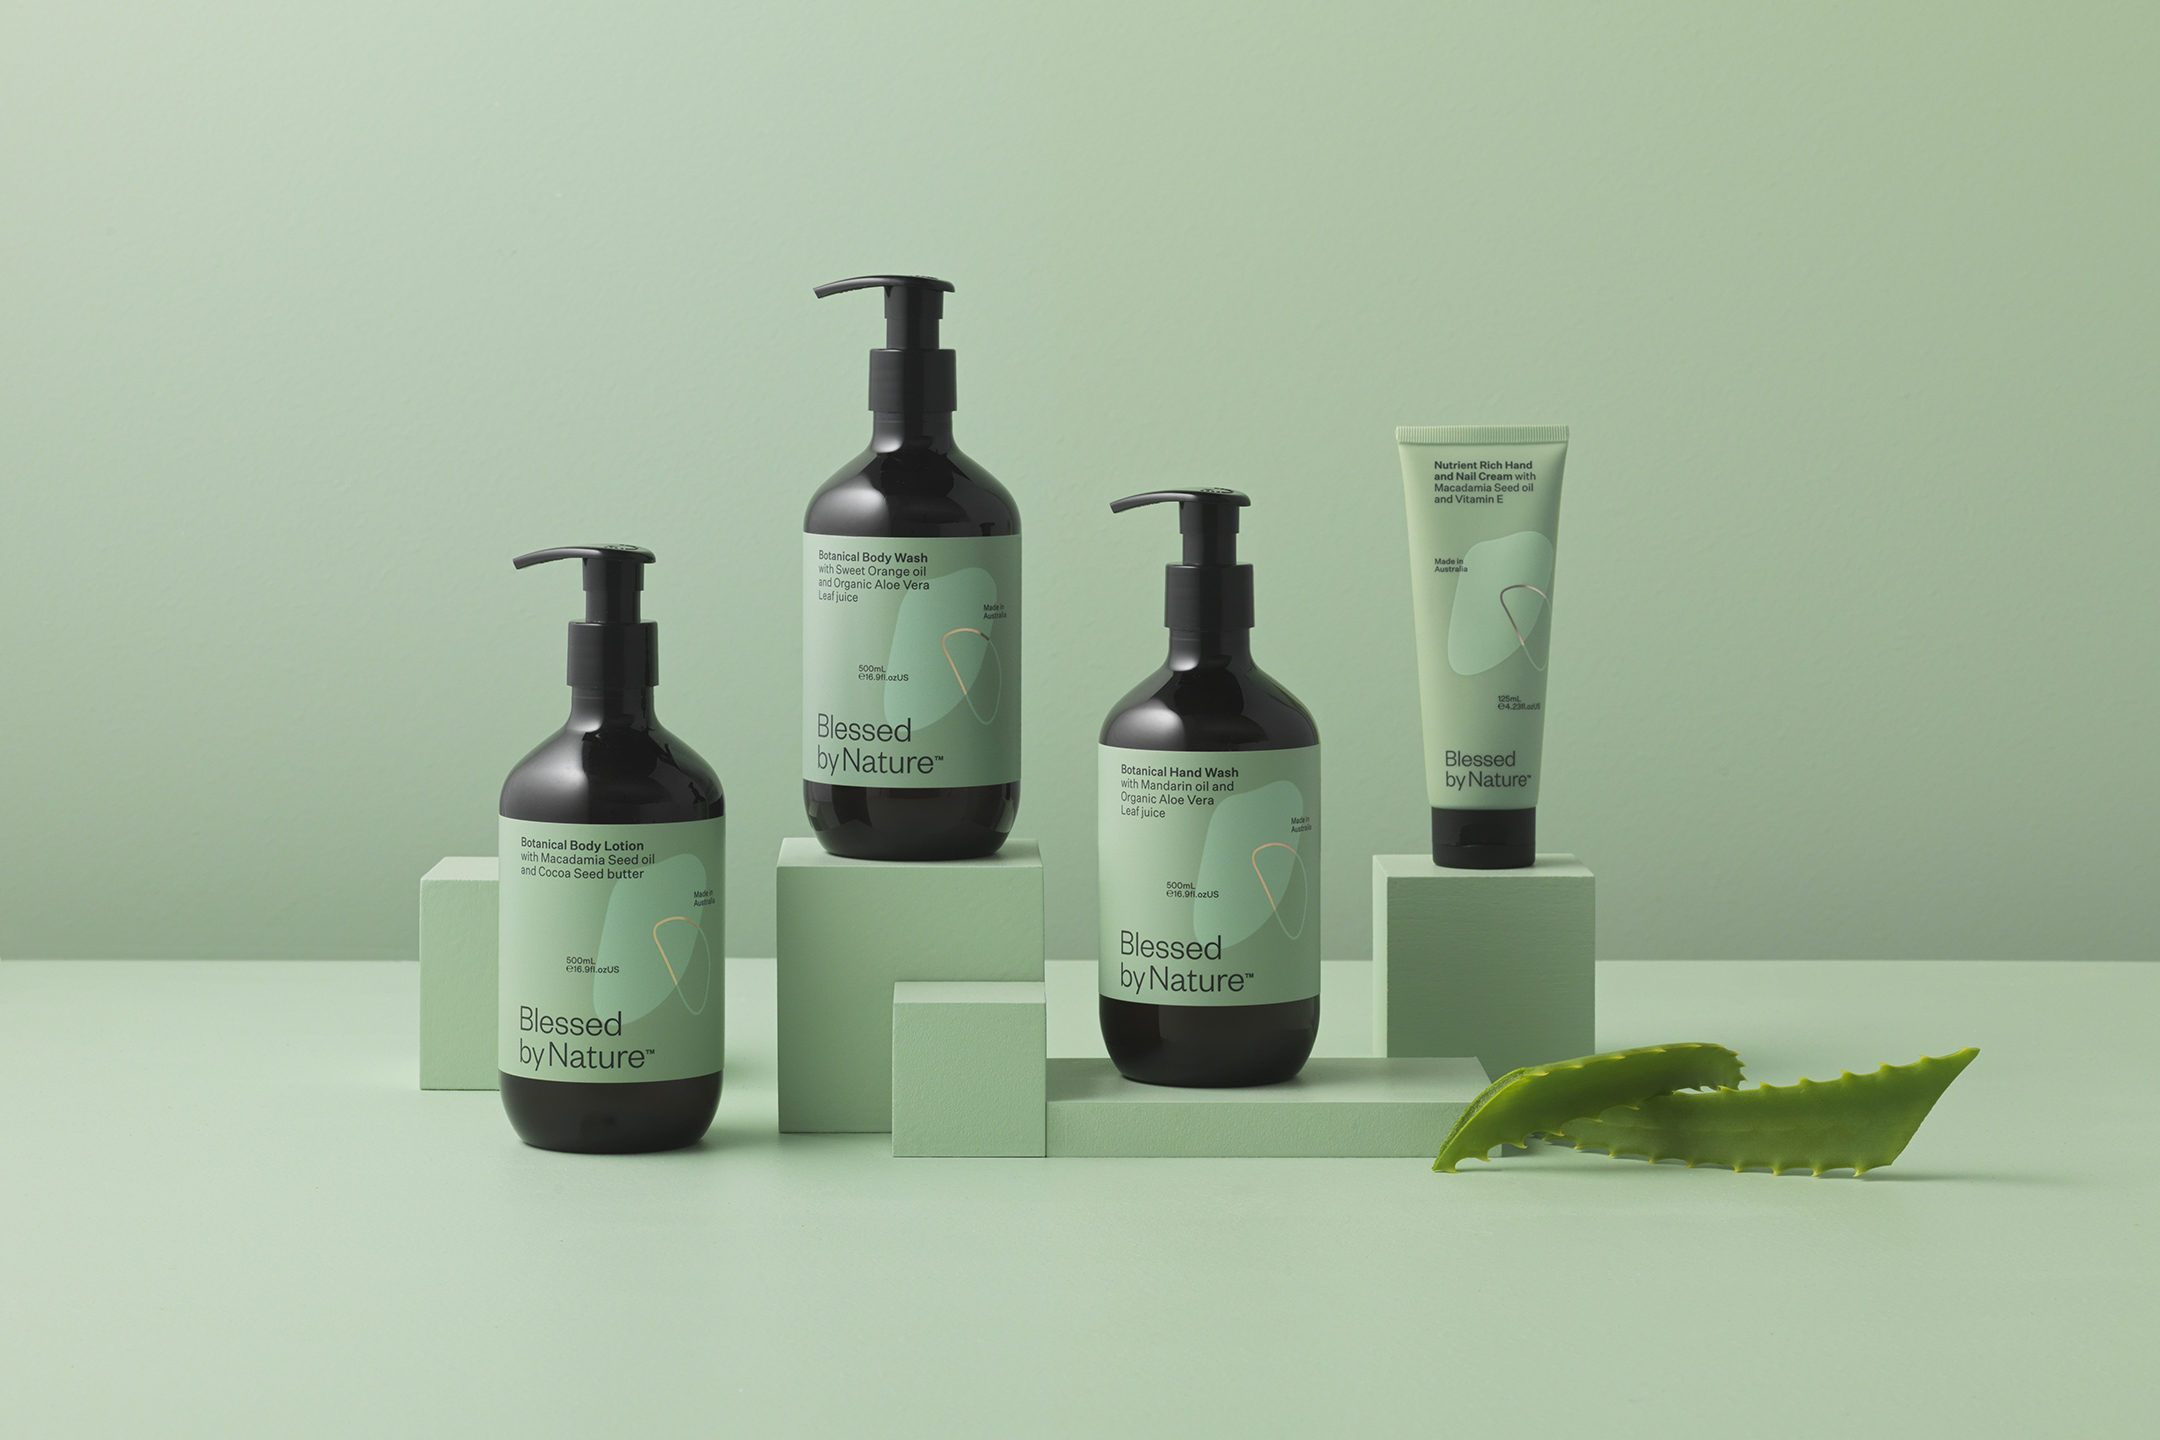 Botanical Body Lotion
with Macadamia Seed oil
and Cocoa Seed butter
Made in
Australia
500mL
℮16.9fl.ozUS
Blessed
by Nature™
Botanical Body Wash
with Sweet Orange oil
and Organic Aloe Vera
Leaf juice
Made in
Australia
500mL
℮16.9fl.ozUS
Blessed
by Nature™
Botanical Hand Wash
with Mandarin oil and
Organic Aloe Vera
Leaf juice
Made in
Australia
500mL
℮16.9fl.ozUS
Blessed
by Nature™
Nutrient Rich Hand
and Nail Cream with
Macadamia Seed oil
and Vitamin E
Made in
Australia
125mL
℮4.23fl.ozUS
Blessed
by Nature™